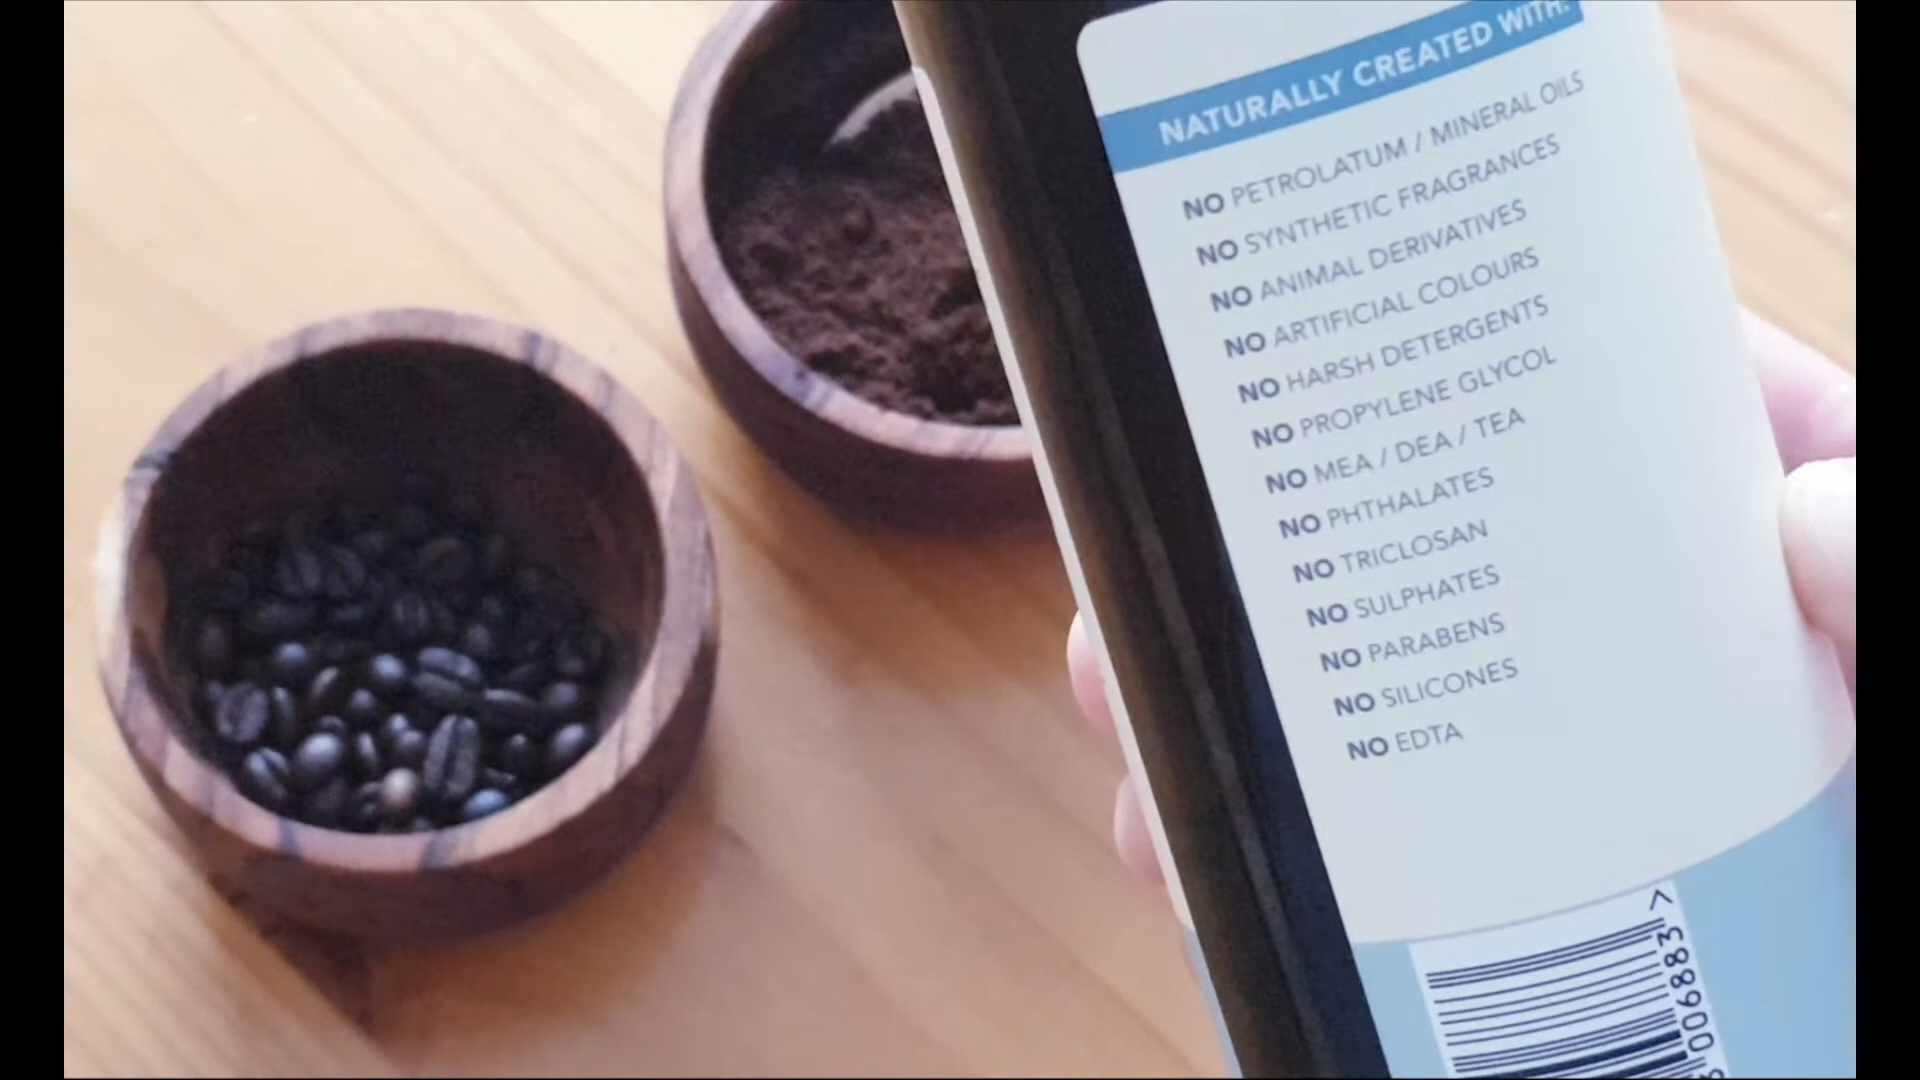 NATURALLY CREATED WITH:
NO PETROLATUM / MINERAL OILS
NO SYNTHETIC FRAGRANCES
NO ANIMAL DERIVATIVES
NO ARTIFICIAL COLOURS
NO HARSH DETERGENTS
NO PROPYLENE GLYCOL
NO MEA / DEA / TEA
NO PHTHALATES
NO TRICLOSAN
NO SULPHATES
NO PARABENS
NO SILICONES
NO EDTA
006883 >